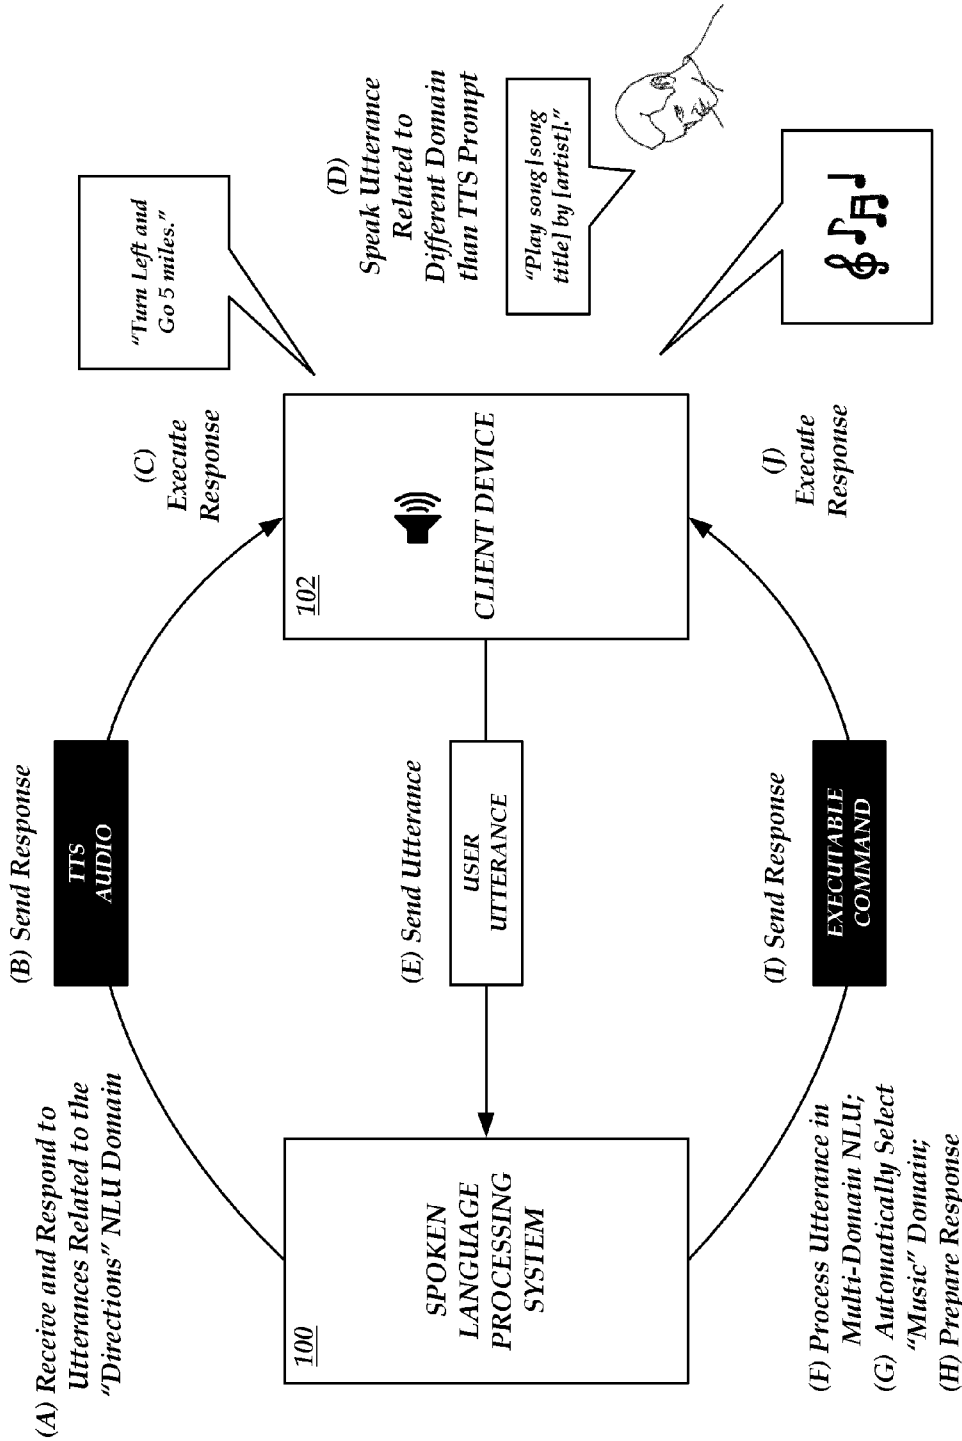 (A) Receive and Respond to
Utterances Related to the
“Directions” NLU Domain
(B) Send Response
TTS
AUDIO
(C)
Execute
Response
“Turn Left and
Go 5 miles.”
100
SPOKEN
LANGUAGE
PROCESSING
SYSTEM
(E) Send Utterance
USER
UTTERANCE
102
CLIENT DEVICE
(D)
Speak Utterance
Related to
Different Domain
than TTS Prompt
“Play song [song
title] by [artist].”
(F) Process Utterance in
Multi-Domain NLU;
(G) Automatically Select
“Music” Domain;
(H) Prepare Response
(I) Send Response
EXECUTABLE
COMMAND
(J)
Execute
Response